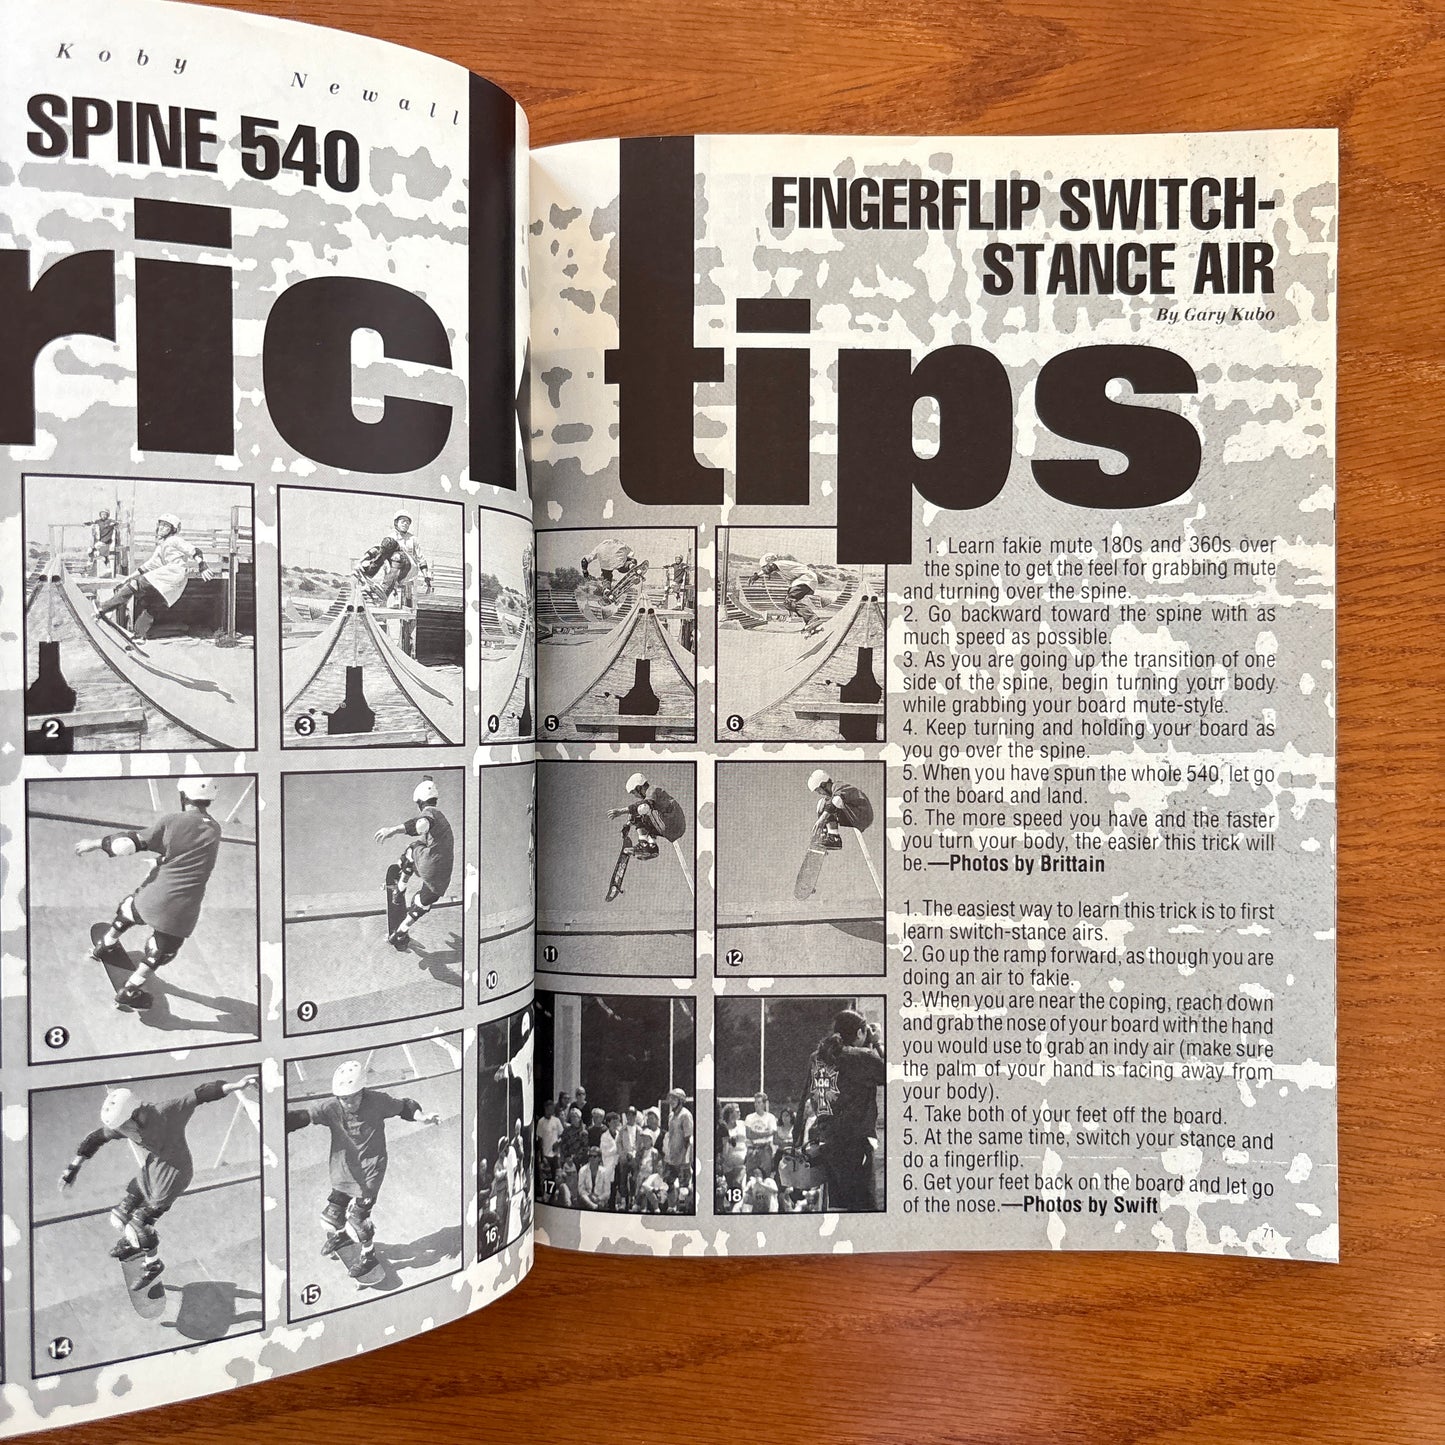 Koby Newall
SPINE 540
rick
2
3
4
8
9
10
14
15
16
FINGERFLIP SWITCH-
STANCE AIR
By Gary Kubo
tips
5
6
11
12
17
18
1. Learn fakie mute 180s and 360s over
the spine to get the feel for grabbing mute
and turning over the spine.
2. Go backward toward the spine with as
much speed as possible.
3. As you are going up the transition of one
side of the spine, begin turning your body
while grabbing your board mute-style.
4. Keep turning and holding your board as
you go over the spine.
5. When you have spun the whole 540, let go
of the board and land.
6. The more speed you have and the faster
you turn your body, the easier this trick will
be.—Photos by Brittain
1. The easiest way to learn this trick is to first
learn switch-stance airs.
2. Go up the ramp forward, as though you are
doing an air to fakie.
3. When you are near the coping, reach down
and grab the nose of your board with the hand
you would use to grab an indy air (make sure
the palm of your hand is facing away from
your body).
4. Take both of your feet off the board.
5. At the same time, switch your stance and
do a fingerflip.
6. Get your feet back on the board and let go
of the nose.—Photos by Swift
71